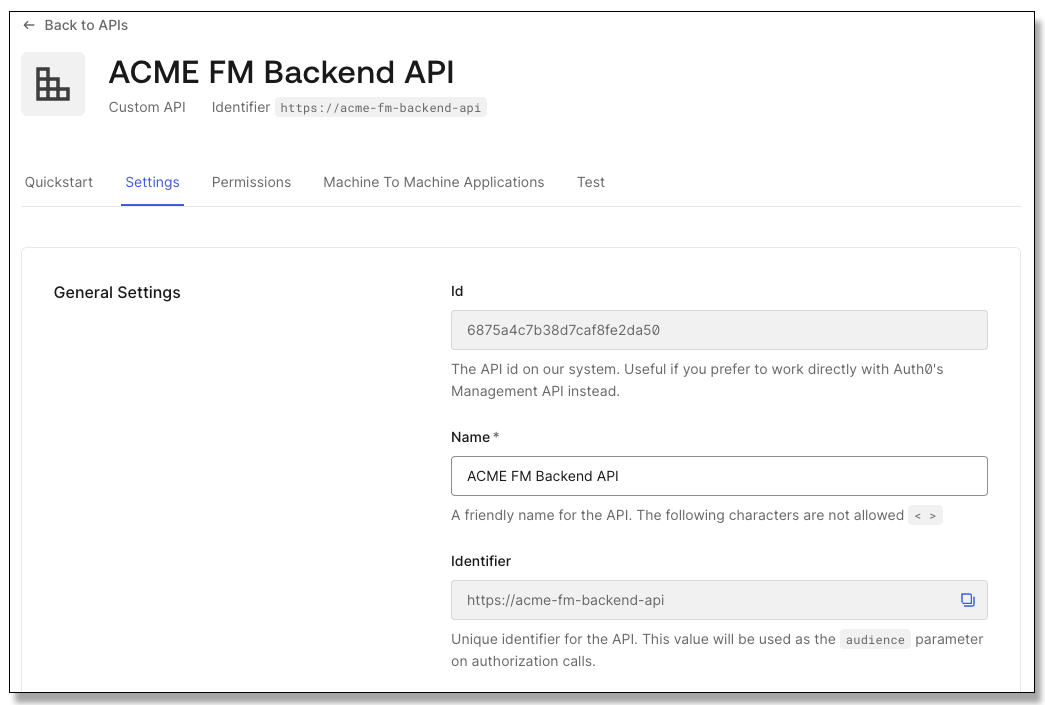 ← Back to APIs
ACME FM Backend API
Custom API Identifier https://acme-fm-backend-api
Quickstart Settings Permissions Machine To Machine Applications Test
General Settings
Id
6875a4c7b38d7caf8fe2da50
The API id on our system. Useful if you prefer to work directly with Auth0's
Management API instead.
Name *
ACME FM Backend API
A friendly name for the API. The following characters are not allowed < >
Identifier
https://acme-fm-backend-api
Unique identifier for the API. This value will be used as the audience parameter
on authorization calls.